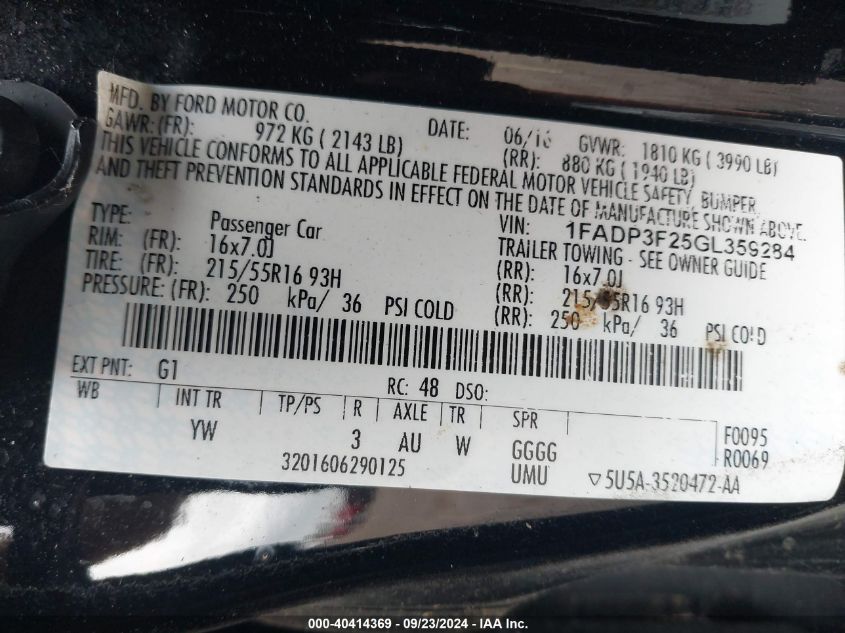 MFD. BY FORD MOTOR CO.
DATE: 06/16 GVWR: 1810 KG ( 3990 LB)
GAWR: (FR): 972 KG ( 2143 LB) (RR): 880 KG ( 1940 LB)
THIS VEHICLE CONFORMS TO ALL APPLICABLE FEDERAL MOTOR VEHICLE SAFETY, BUMPER,
AND THEFT PREVENTION STANDARDS IN EFFECT ON THE DATE OF MANUFACTURE SHOWN ABOVE.
VIN: 1FADP3F25GL359284
TYPE: Passenger Car TRAILER TOWING - SEE OWNER GUIDE
RIM: (FR): 16x7.0J (RR): 16x7.0J
TIRE: (FR): 215/55R16 93H (RR): 215/55R16 93H
PRESSURE: (FR): 250 kPa/ 36 PSI COLD (RR): 250 kPa/ 36 PSI COLD
EXT PNT: G1 RC: 48 DSO:
WB INT TR TP/PS R AXLE TR SPR
YW 3 AU W GGGG F0095
UMU R0069
3201606290125 ▽5U5A-3520472-AA
000-40414369 - 09/23/2024 - IAAI.com